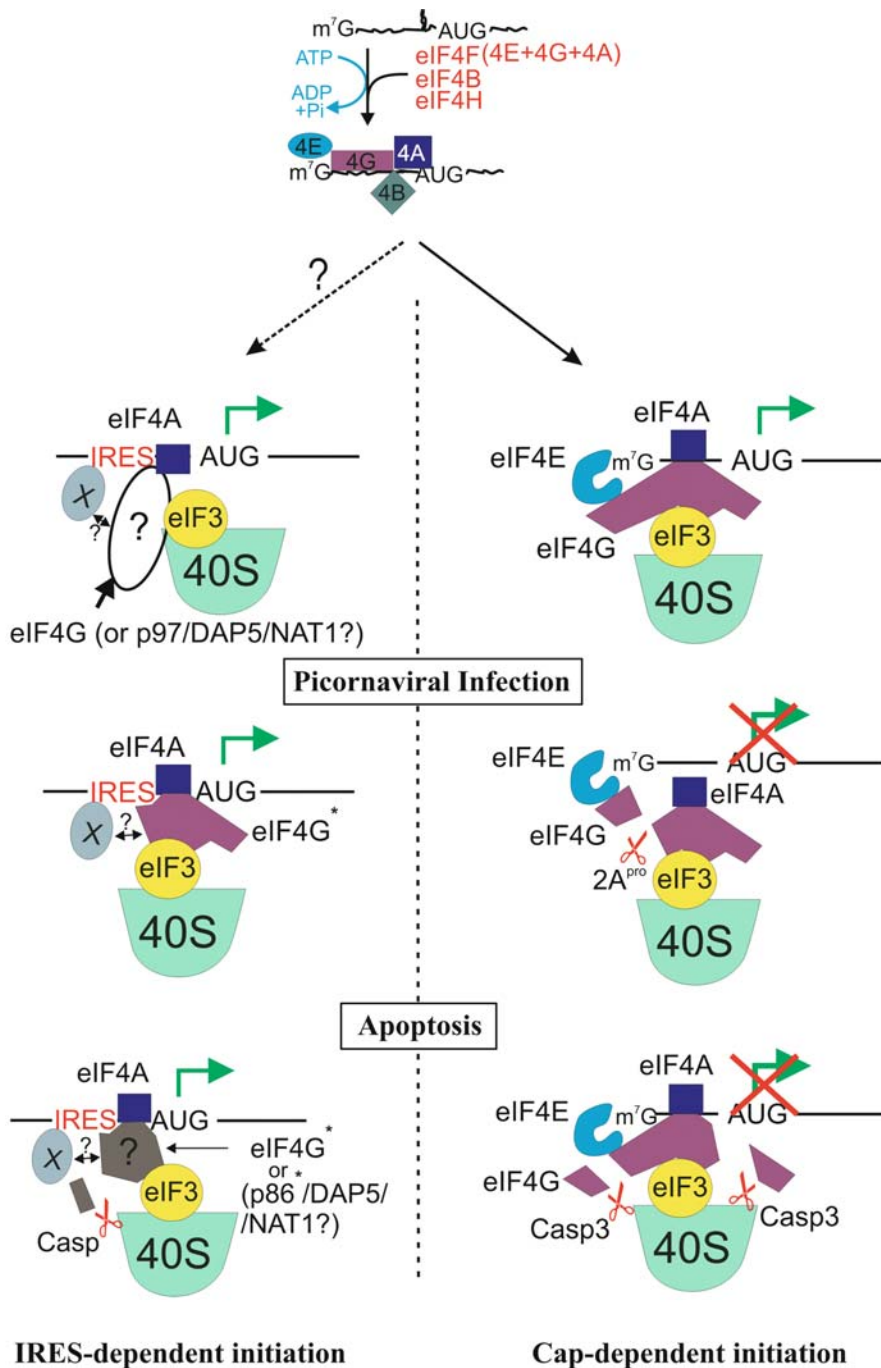 m⁷G AUG
ATP
eIF4F(4E+4G+4A)
eIF4B
eIF4H
ADP
+Pi
4E 4G 4A
m⁷G AUG
4B
?
eIF4A
IRES AUG
X ? ? eIF3
40S
eIF4G (or p97/DAP5/NAT1?)
eIF4A
eIF4E m⁷G AUG
eIF4G eIF3
40S
Picornaviral Infection
eIF4A
IRES AUG
X ? eIF4G*
eIF3
40S
eIF4E m⁷G AUG
eIF4A
eIF4G
2Aᵖʳᵒ eIF3
40S
Apoptosis
eIF4A
IRES AUG
X ? ? eIF4G*
or
eIF3 (p86*/DAP5/
/NAT1?)
Casp
40S
eIF4A
eIF4E m⁷G AUG
eIF4G eIF3
Casp3 Casp3
40S
IRES-dependent initiation Cap-dependent initiation